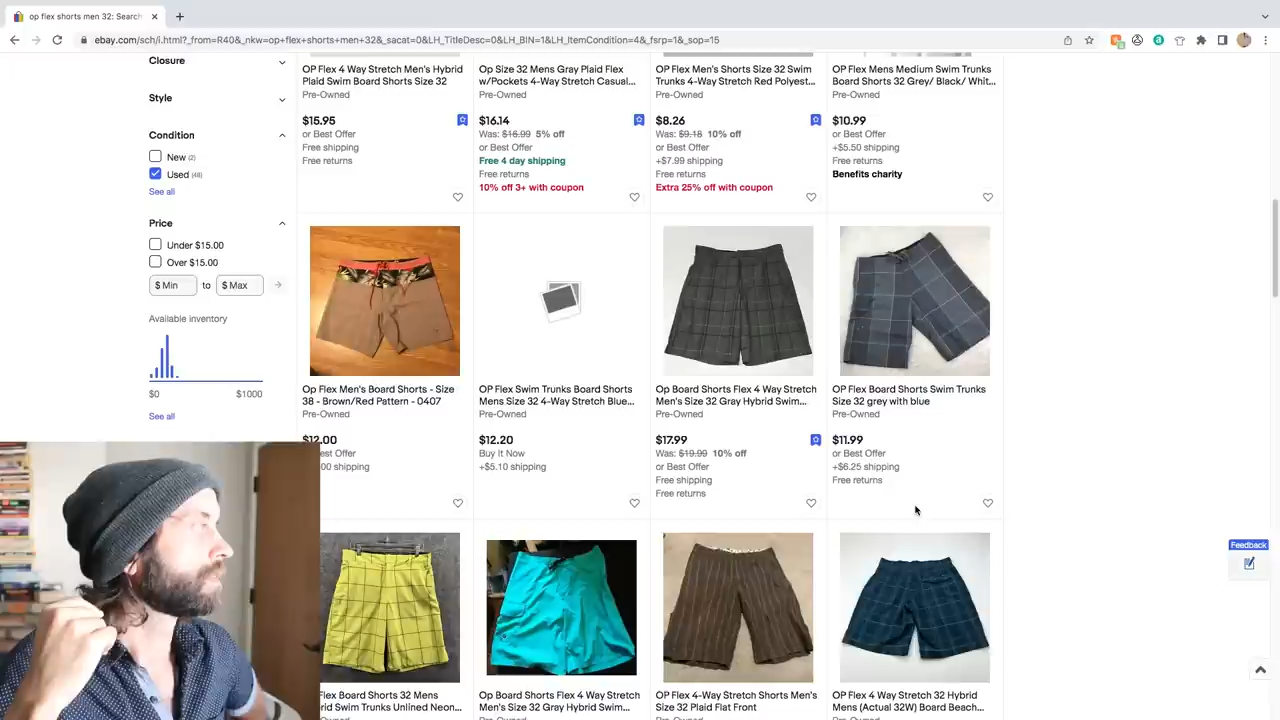 op flex shorts men 32: Search
ebay.com/sch/i.html?_from=R40&_nkw=op+flex+shorts+men+32&_sacat=0&LH_TitleDesc=0&LH_BIN=1&LH_ItemCondition=4&_fsrp=1&_sop=15
Closure
Style
Condition
New (2)
Used (48)
See all
Price
Under $15.00
Over $15.00
$ Min to $ Max
Available inventory
$0 $1000
See all
OP Flex 4 Way Stretch Men's Hybrid
Plaid Swim Board Shorts Size 32
Pre-Owned
$15.95
or Best Offer
Free shipping
Free returns
Op Size 32 Mens Gray Plaid Flex
w/Pockets 4-Way Stretch Casual...
Pre-Owned
$16.14
Was: $16.99 5% off
or Best Offer
Free 4 day shipping
Free returns
10% off 3+ with coupon
OP Flex Men's Shorts Size 32 Swim
Trunks 4-Way Stretch Red Polyest...
Pre-Owned
$8.26
Was: $9.18 10% off
or Best Offer
+$7.99 shipping
Free returns
Extra 25% off with coupon
OP Flex Mens Medium Swim Trunks
Board Shorts 32 Grey/ Black/ Whit...
Pre-Owned
$10.99
or Best Offer
+$5.50 shipping
Free returns
Benefits charity
Op Flex Men's Board Shorts - Size
38 - Brown/Red Pattern - 0407
Pre-Owned
$12.00
or Best Offer
00 shipping
OP Flex Swim Trunks Board Shorts
Mens Size 32 4-Way Stretch Blue...
Pre-Owned
$12.20
Buy It Now
+$5.10 shipping
Op Board Shorts Flex 4 Way Stretch
Men's Size 32 Gray Hybrid Swim...
Pre-Owned
$17.99
Was: $19.99 10% off
or Best Offer
Free shipping
Free returns
OP Flex Board Shorts Swim Trunks
Size 32 grey with blue
Pre-Owned
$11.99
or Best Offer
+$6.25 shipping
Free returns
Flex Board Shorts 32 Mens
rid Swim Trunks Unlined Neon...
Op Board Shorts Flex 4 Way Stretch
Men's Size 32 Gray Hybrid Swim...
OP Flex 4-Way Stretch Shorts Men's
Size 32 Plaid Flat Front
OP Flex 4 Way Stretch 32 Hybrid
Mens (Actual 32W) Board Beach...
Feedback